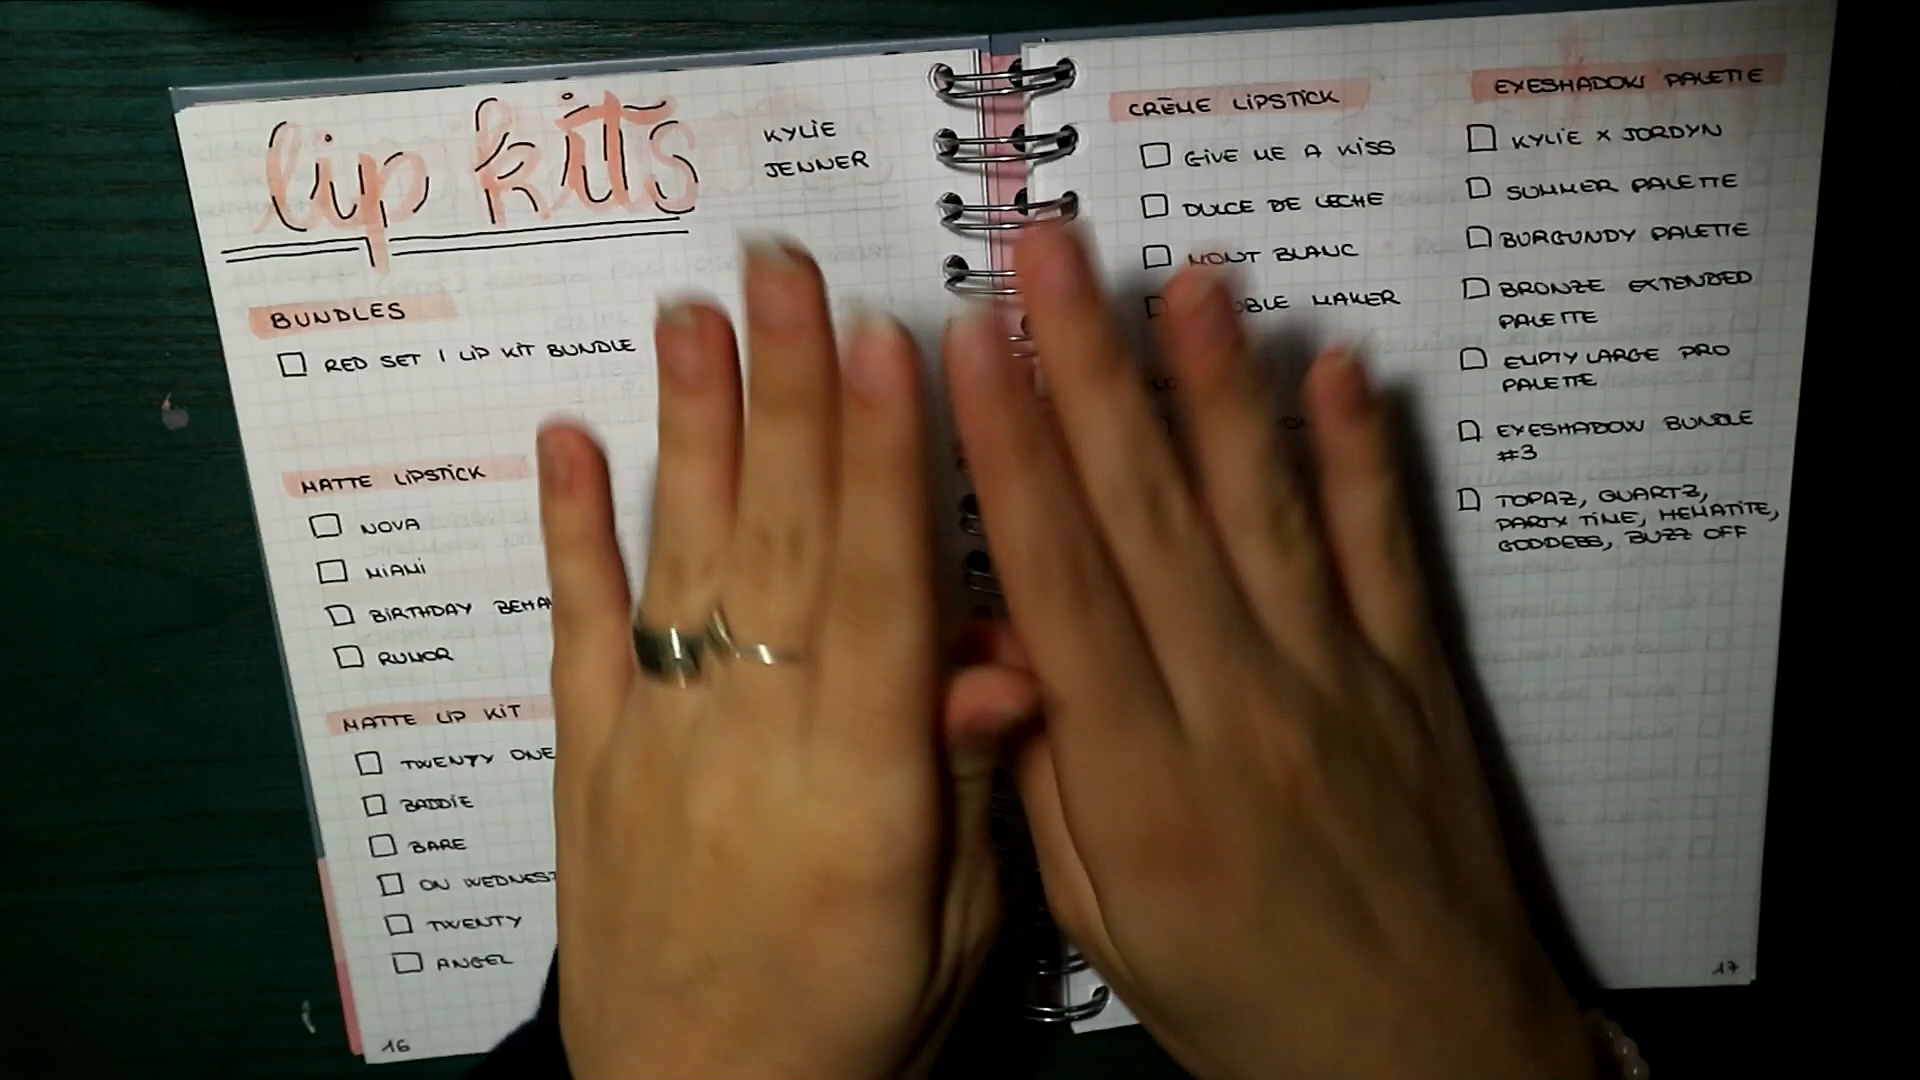 lip kits
KYLIE
JENNER
BUNDLES
RED SET | LIP KIT BUNDLE
MATTE LIPSTICK
NOVA
MIAMI
BIRTHDAY
RUMOR
MATTE LIP KIT
TWENTY ONE
BADDIE
BARE
ON
TWENTY
ANGEL
16
CRÈME LIPSTICK
GIVE ME A KISS
DULCE DE LECHE
MONT BLANC
MAKER
EYESHADOW PALETTE
KYLIE X JORDYN
SUMMER PALETTE
BURGUNDY PALETTE
BRONZE EXTENDED
PALETTE
EMPTY LARGE PRO
PALETTE
EYESHADOW BUNDLE
#3
TOPAZ, QUARTZ,
PARTY TIME, HEMATITE,
GODDESS, BUZZ OFF
17